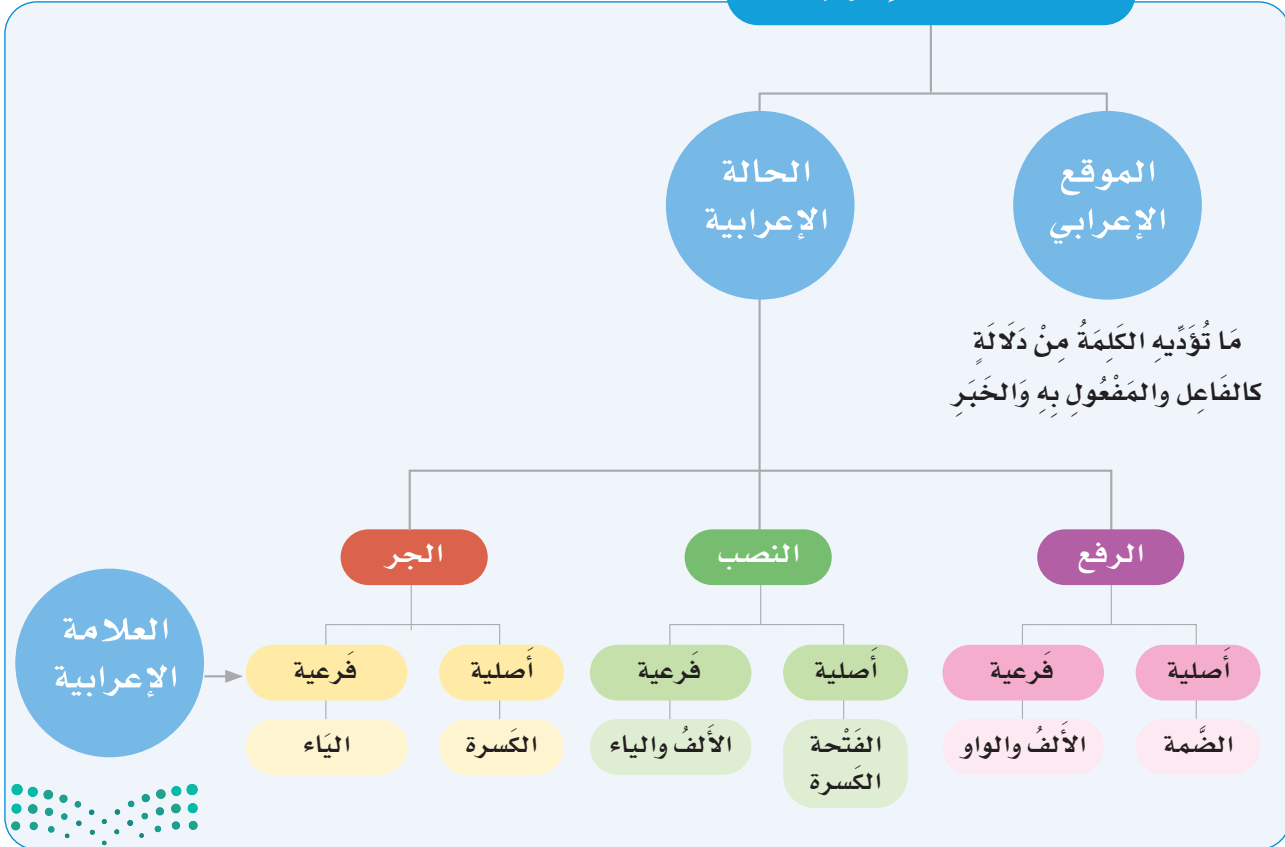 الموقع
الإعرابي
الحالة
الإعرابية
مَا تُؤَدِّيهِ الكَلِمَةُ مِنْ دَلَالَةٍ
كالفَاعِل والمَفْعُولِ بِهِ وَالخَبَرِ
الرفع
النصب
الجر
العلامة
الإعرابية
أَصلية
فَرعية
أَصلية
فَرعية
أَصلية
فَرعية
الضَّمة
الأَلفُ والواو
الفَتْحة
الكَسرة
الأَلفُ والياء
الكَسرة
اليَاء